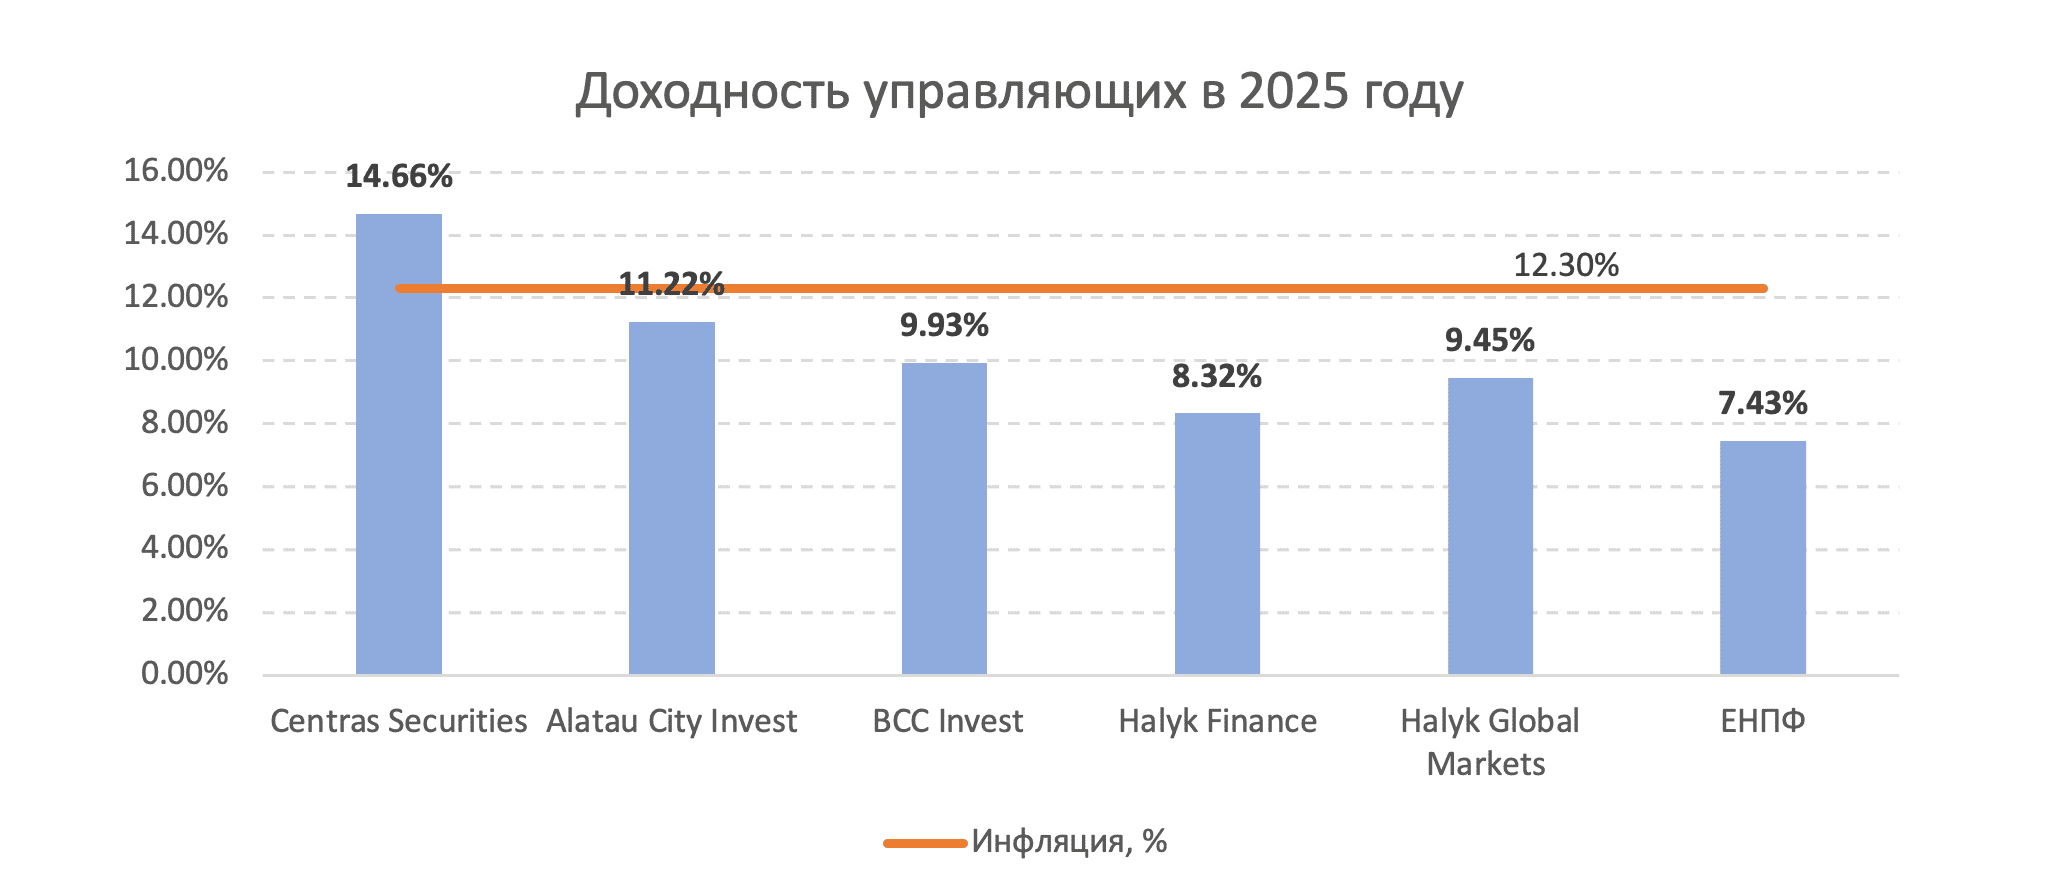 Доходность управляющих в 2025 году
16.00%
14.00%
12.00%
10.00%
8.00%
6.00%
4.00%
2.00%
0.00%
14.66%
11.22%
9.93%
8.32%
9.45%
7.43%
12.30%
Centras Securities
Alatau City Invest
BCC Invest
Halyk Finance
Halyk Global
Markets
ЕНПФ
Инфляция, %